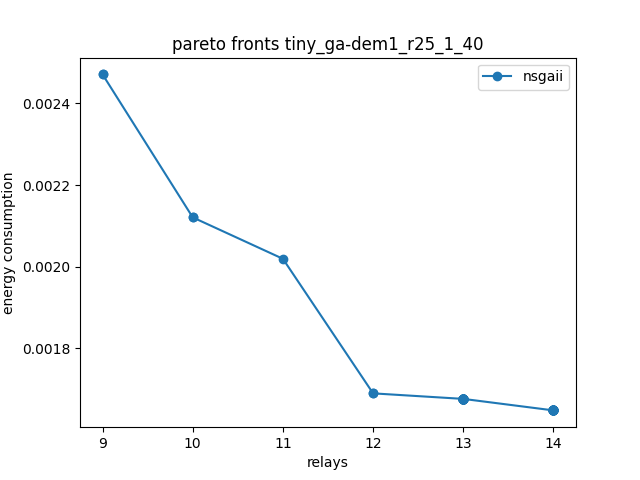 pareto fronts tiny_ga-dem1_r25_1_40
nsgaii
energy consumption
0.0024
0.0022
0.0020
0.0018
9 10 11 12 13 14
relays